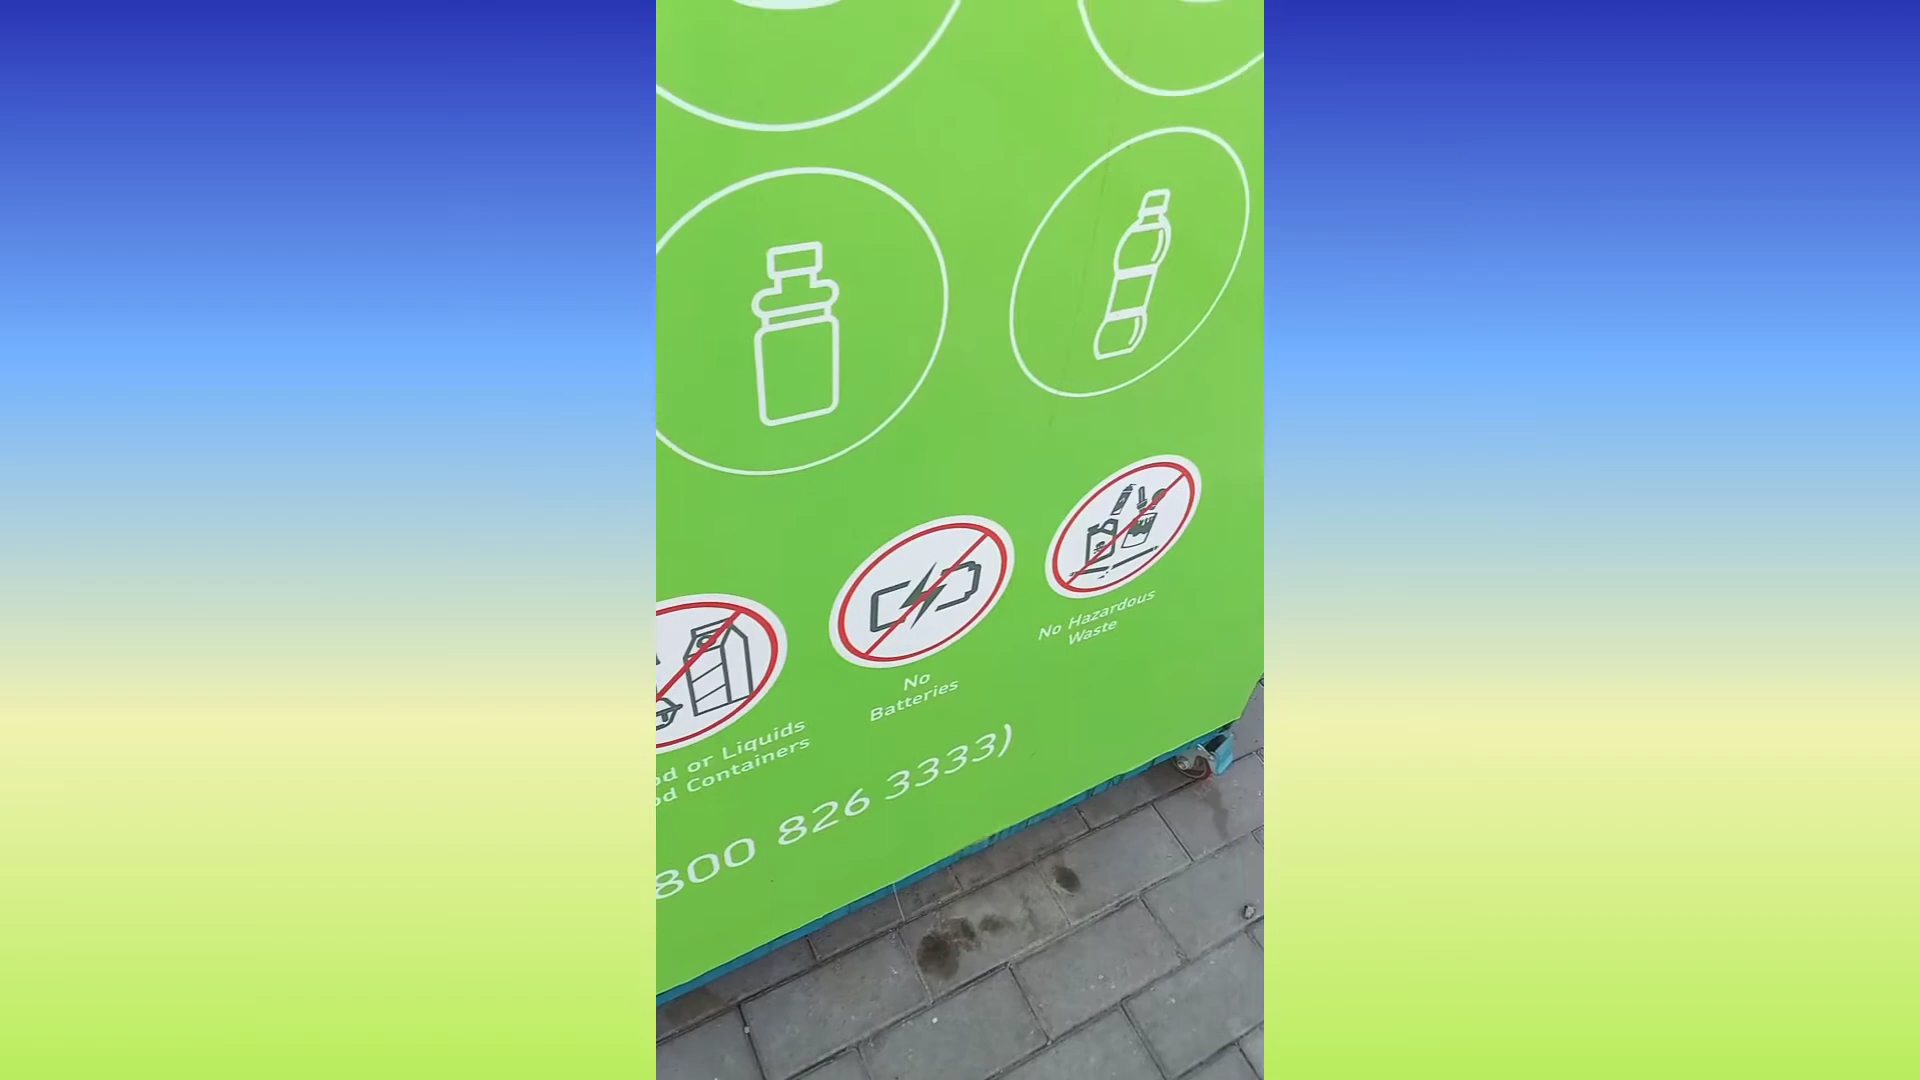 No Hazardous
Waste
No
Batteries
or Liquids
Containers
800 826 3333)